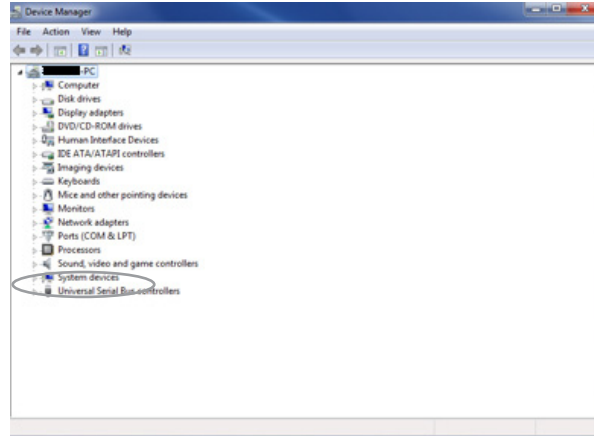 Device Manager
File Action View Help
-PC
Computer
Disk drives
Display adapters
DVD/CD-ROM drives
Human Interface Devices
IDE ATA/ATAPI controllers
Imaging devices
Keyboards
Mice and other pointing devices
Monitors
Network adapters
Ports (COM & LPT)
Processors
Sound, video and game controllers
System devices
Universal Serial Bus controllers